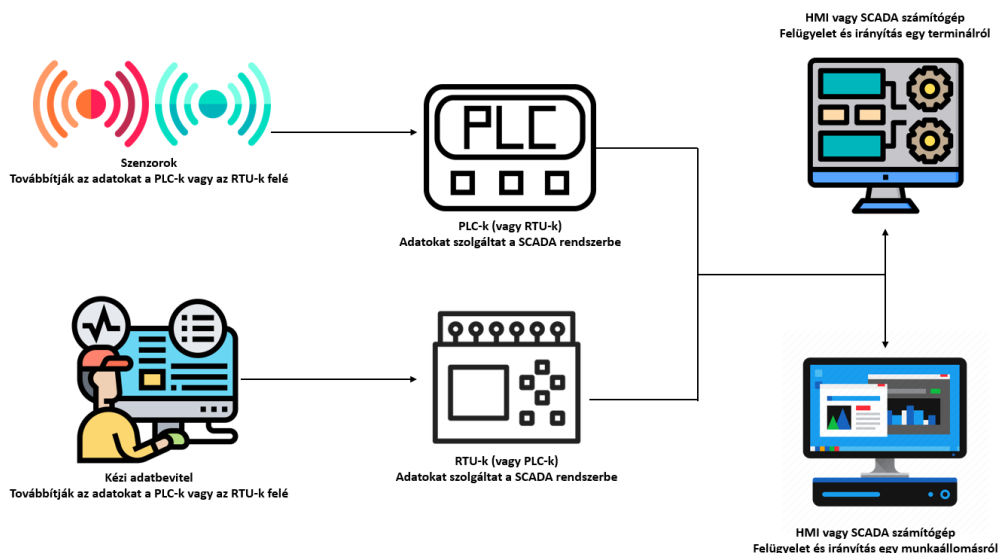 HMI vagy SCADA számítógép
Felügyelet és irányítás egy terminálról
PLC
Szenzorok
Továbbítják az adatokat a PLC-k vagy az RTU-k felé
PLC-k (vagy RTU-k)
Adatokat szolgáltat a SCADA rendszerbe
Kézi adatbevitel
Továbbítják az adatokat a PLC-k vagy az RTU-k felé
RTU-k (vagy PLC-k)
Adatokat szolgáltat a SCADA rendszerbe
HMI vagy SCADA számítógép
Felügyelet és irányítás egy munkaállomásról